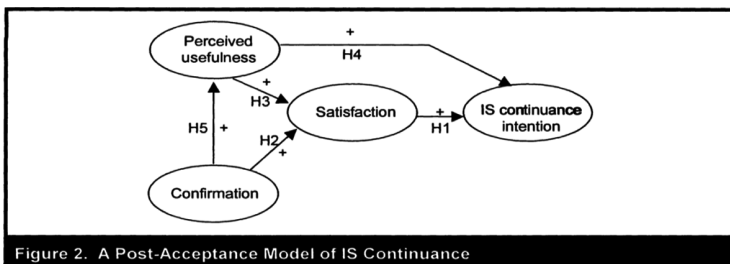 Perceived
usefulness
+
H4
+
H3
Satisfaction
+
H1
IS continuance
intention
H5
+
H2
+
Confirmation
Figure 2. A Post-Acceptance Model of IS Continuance